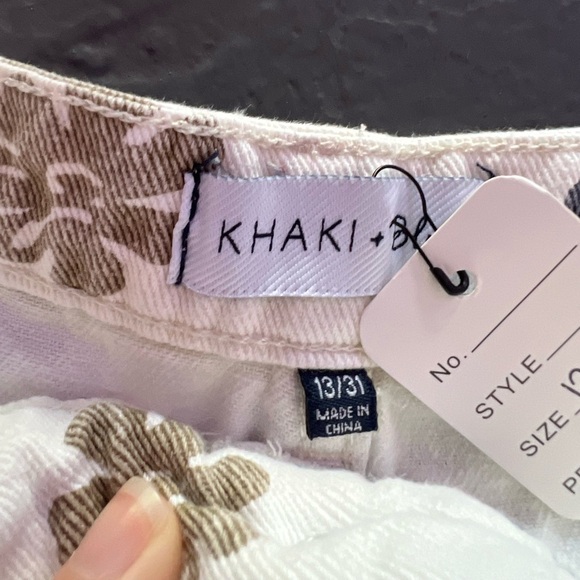 KHAKI +
13/31
MADE IN
CHINA
No.
STYLE
SIZE